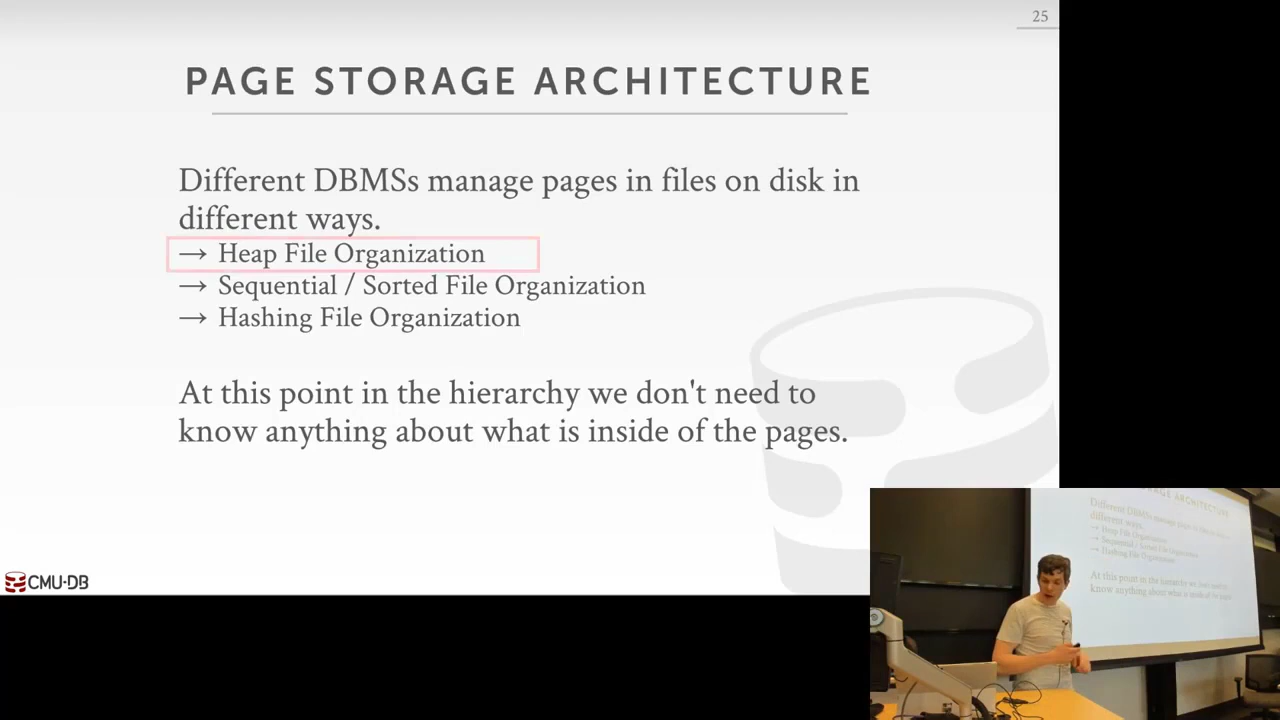 25
PAGE STORAGE ARCHITECTURE
Different DBMSs manage pages in files on disk in
different ways.
→ Heap File Organization
→ Sequential / Sorted File Organization
→ Hashing File Organization
At this point in the hierarchy we don't need to
know anything about what is inside of the pages.
CMU·DB